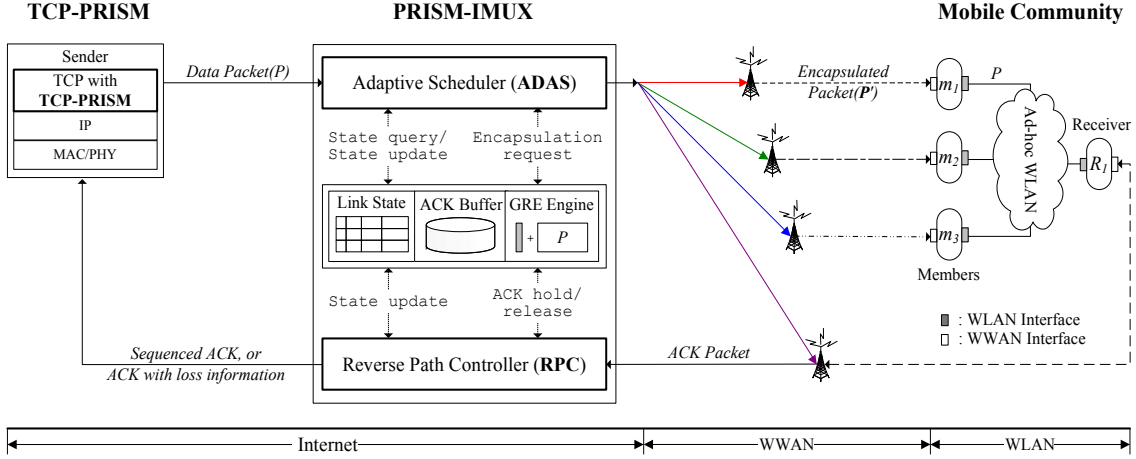 TCP-PRISM
PRISM-IMUX
Mobile Community
Sender
TCP with
TCP-PRISM
IP
MAC/PHY
Data Packet(P)
Adaptive Scheduler (ADAS)
State query/
State update
Encapsulation
request
Link State
ACK Buffer
GRE Engine
+
P
State update
ACK hold/
release
Reverse Path Controller (RPC)
Sequenced ACK, or
ACK with loss information
ACK Packet
Encapsulated
Packet(P')
m1
P
m2
m3
Members
Ad-hoc WLAN
Receiver
R1
: WLAN Interface
: WWAN Interface
Internet
WWAN
WLAN